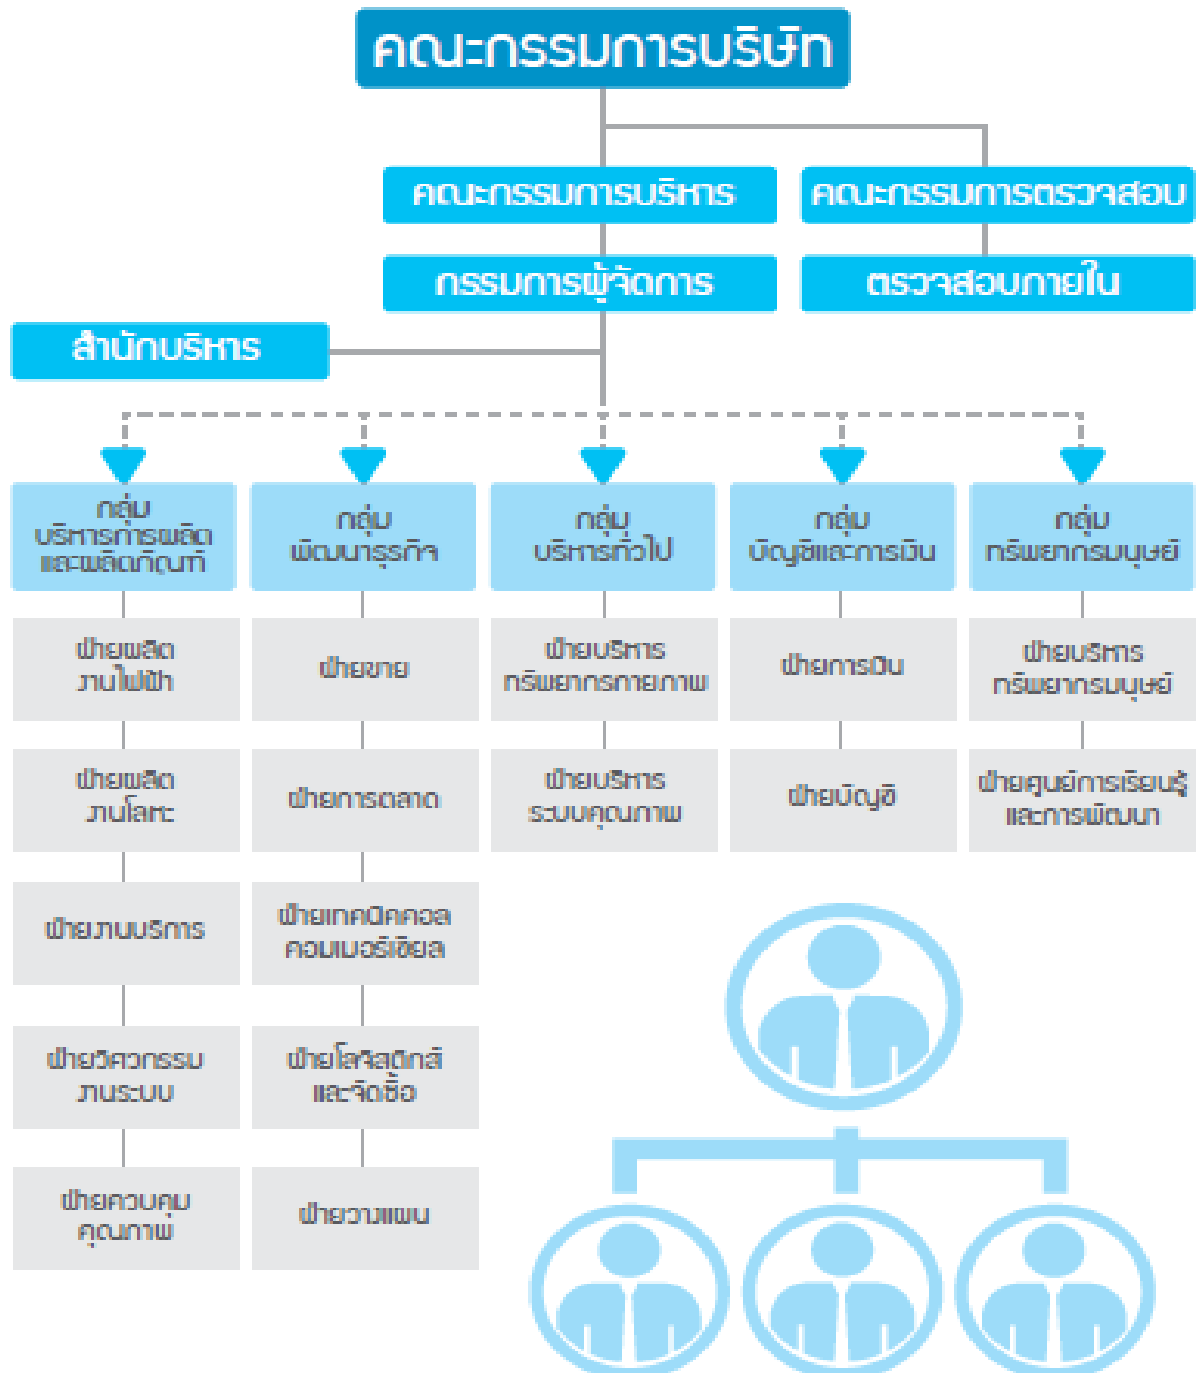 คณะกรรมการบริษัท
คณะกรรมการบริหาร
คณะกรรมการตรวจสอบ
กรรมการผู้จัดการ
ตรวจสอบภายใน
สำนักบริหาร
กลุ่ม
บริหารการผลิต
และผลิตภัณฑ์
กลุ่ม
พัฒนาธุรกิจ
กลุ่ม
บริหารทั่วไป
กลุ่ม
บัญชีและการเงิน
กลุ่ม
ทรัพยากรมนุษย์
ฝ่ายผลิต
งานไฟฟ้า
ฝ่ายขาย
ฝ่ายบริหาร
ทรัพยากรกายภาพ
ฝ่ายการเงิน
ฝ่ายบริหาร
ทรัพยากรมนุษย์
ฝ่ายผลิต
งานโลหะ
ฝ่ายการตลาด
ฝ่ายบริหาร
ระบบคุณภาพ
ฝ่ายบัญชี
ฝ่ายศูนย์การเรียนรู้
และการพัฒนา
ฝ่ายงานบริการ
ฝ่ายเทคนิคคอล
คอมเมอร์เชียล
ฝ่ายวิศวกรรม
งานระบบ
ฝ่ายโลจิสติกส์
และจัดซื้อ
ฝ่ายควบคุม
คุณภาพ
ฝ่ายวางแผน